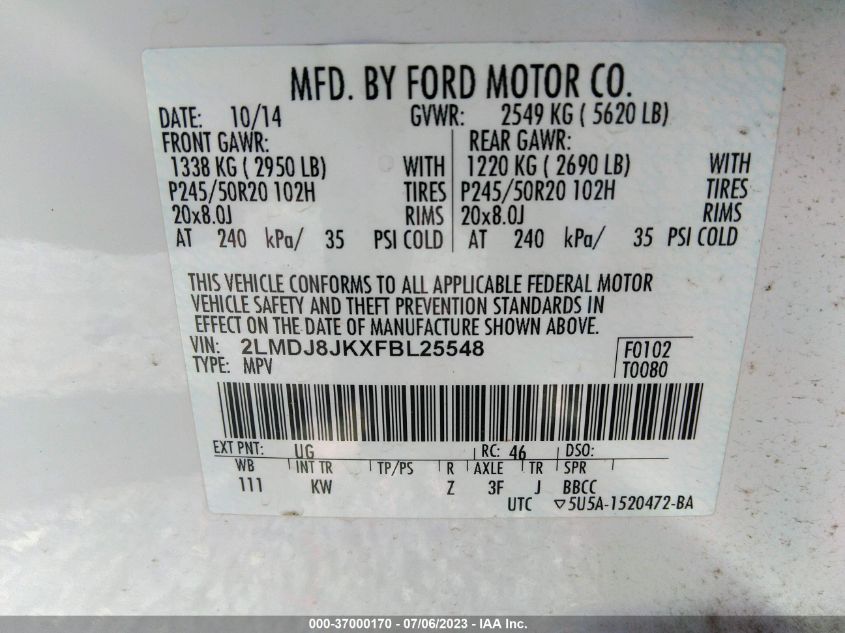 MFD. BY FORD MOTOR CO.
DATE: 10/14 GVWR: 2549 KG ( 5620 LB)
FRONT GAWR: REAR GAWR:
1338 KG ( 2950 LB) WITH 1220 KG ( 2690 LB) WITH
P245/50R20 102H TIRES P245/50R20 102H TIRES
20x8.0J RIMS 20x8.0J RIMS
AT 240 kPa/ 35 PSI COLD AT 240 kPa/ 35 PSI COLD
THIS VEHICLE CONFORMS TO ALL APPLICABLE FEDERAL MOTOR
VEHICLE SAFETY AND THEFT PREVENTION STANDARDS IN
EFFECT ON THE DATE OF MANUFACTURE SHOWN ABOVE.
VIN: 2LMDJ8JKXFBL25548 F0102
TYPE: MPV T0080
EXT PNT: UG RC: 46 DSO:
WB INT TR TP/PS R AXLE TR SPR
111 KW Z 3F J BBCC
UTC ▽5U5A-1520472-BA
000-37000170 - 07/06/2023 - IAA Inc.